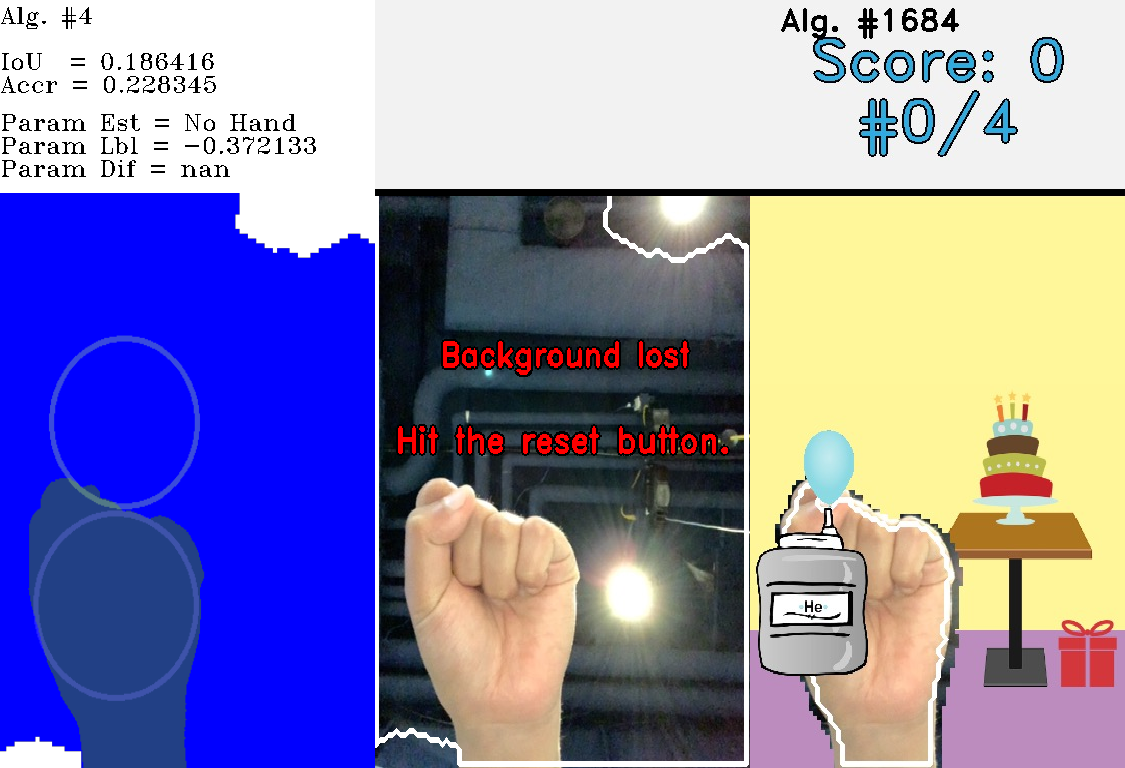 Alg. #4
IoU = 0.186416
Accr = 0.228345
Param Est = No Hand
Param Lbl = −0.372133
Param Dif = nan
Alg. #1684
Score: 0
#0/4
Background lost
Hit the reset button.
He